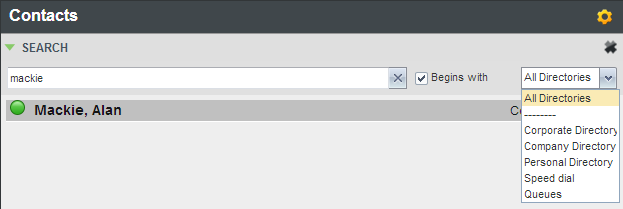 Contacts
SEARCH
mackie
Begins with
All Directories
All Directories
--------
Mackie, Alan
Corporate Directory
Company Directory
Personal Directory
Speed dial
Queues